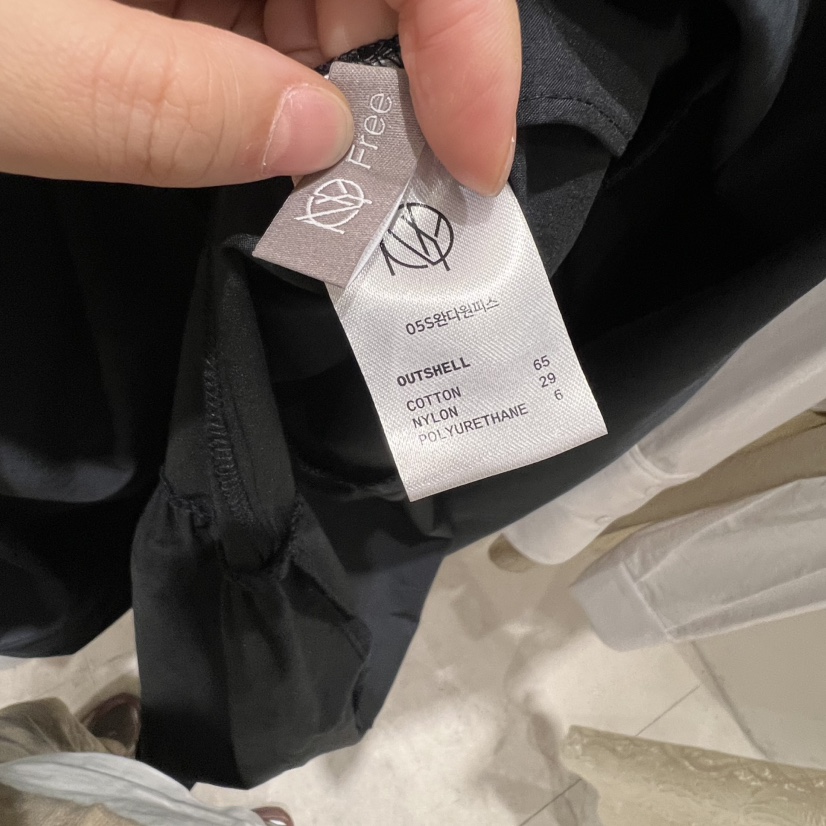 Free
05S완다원피스
OUTSHELL
COTTON 65
NYLON 29
POLYURETHANE 6